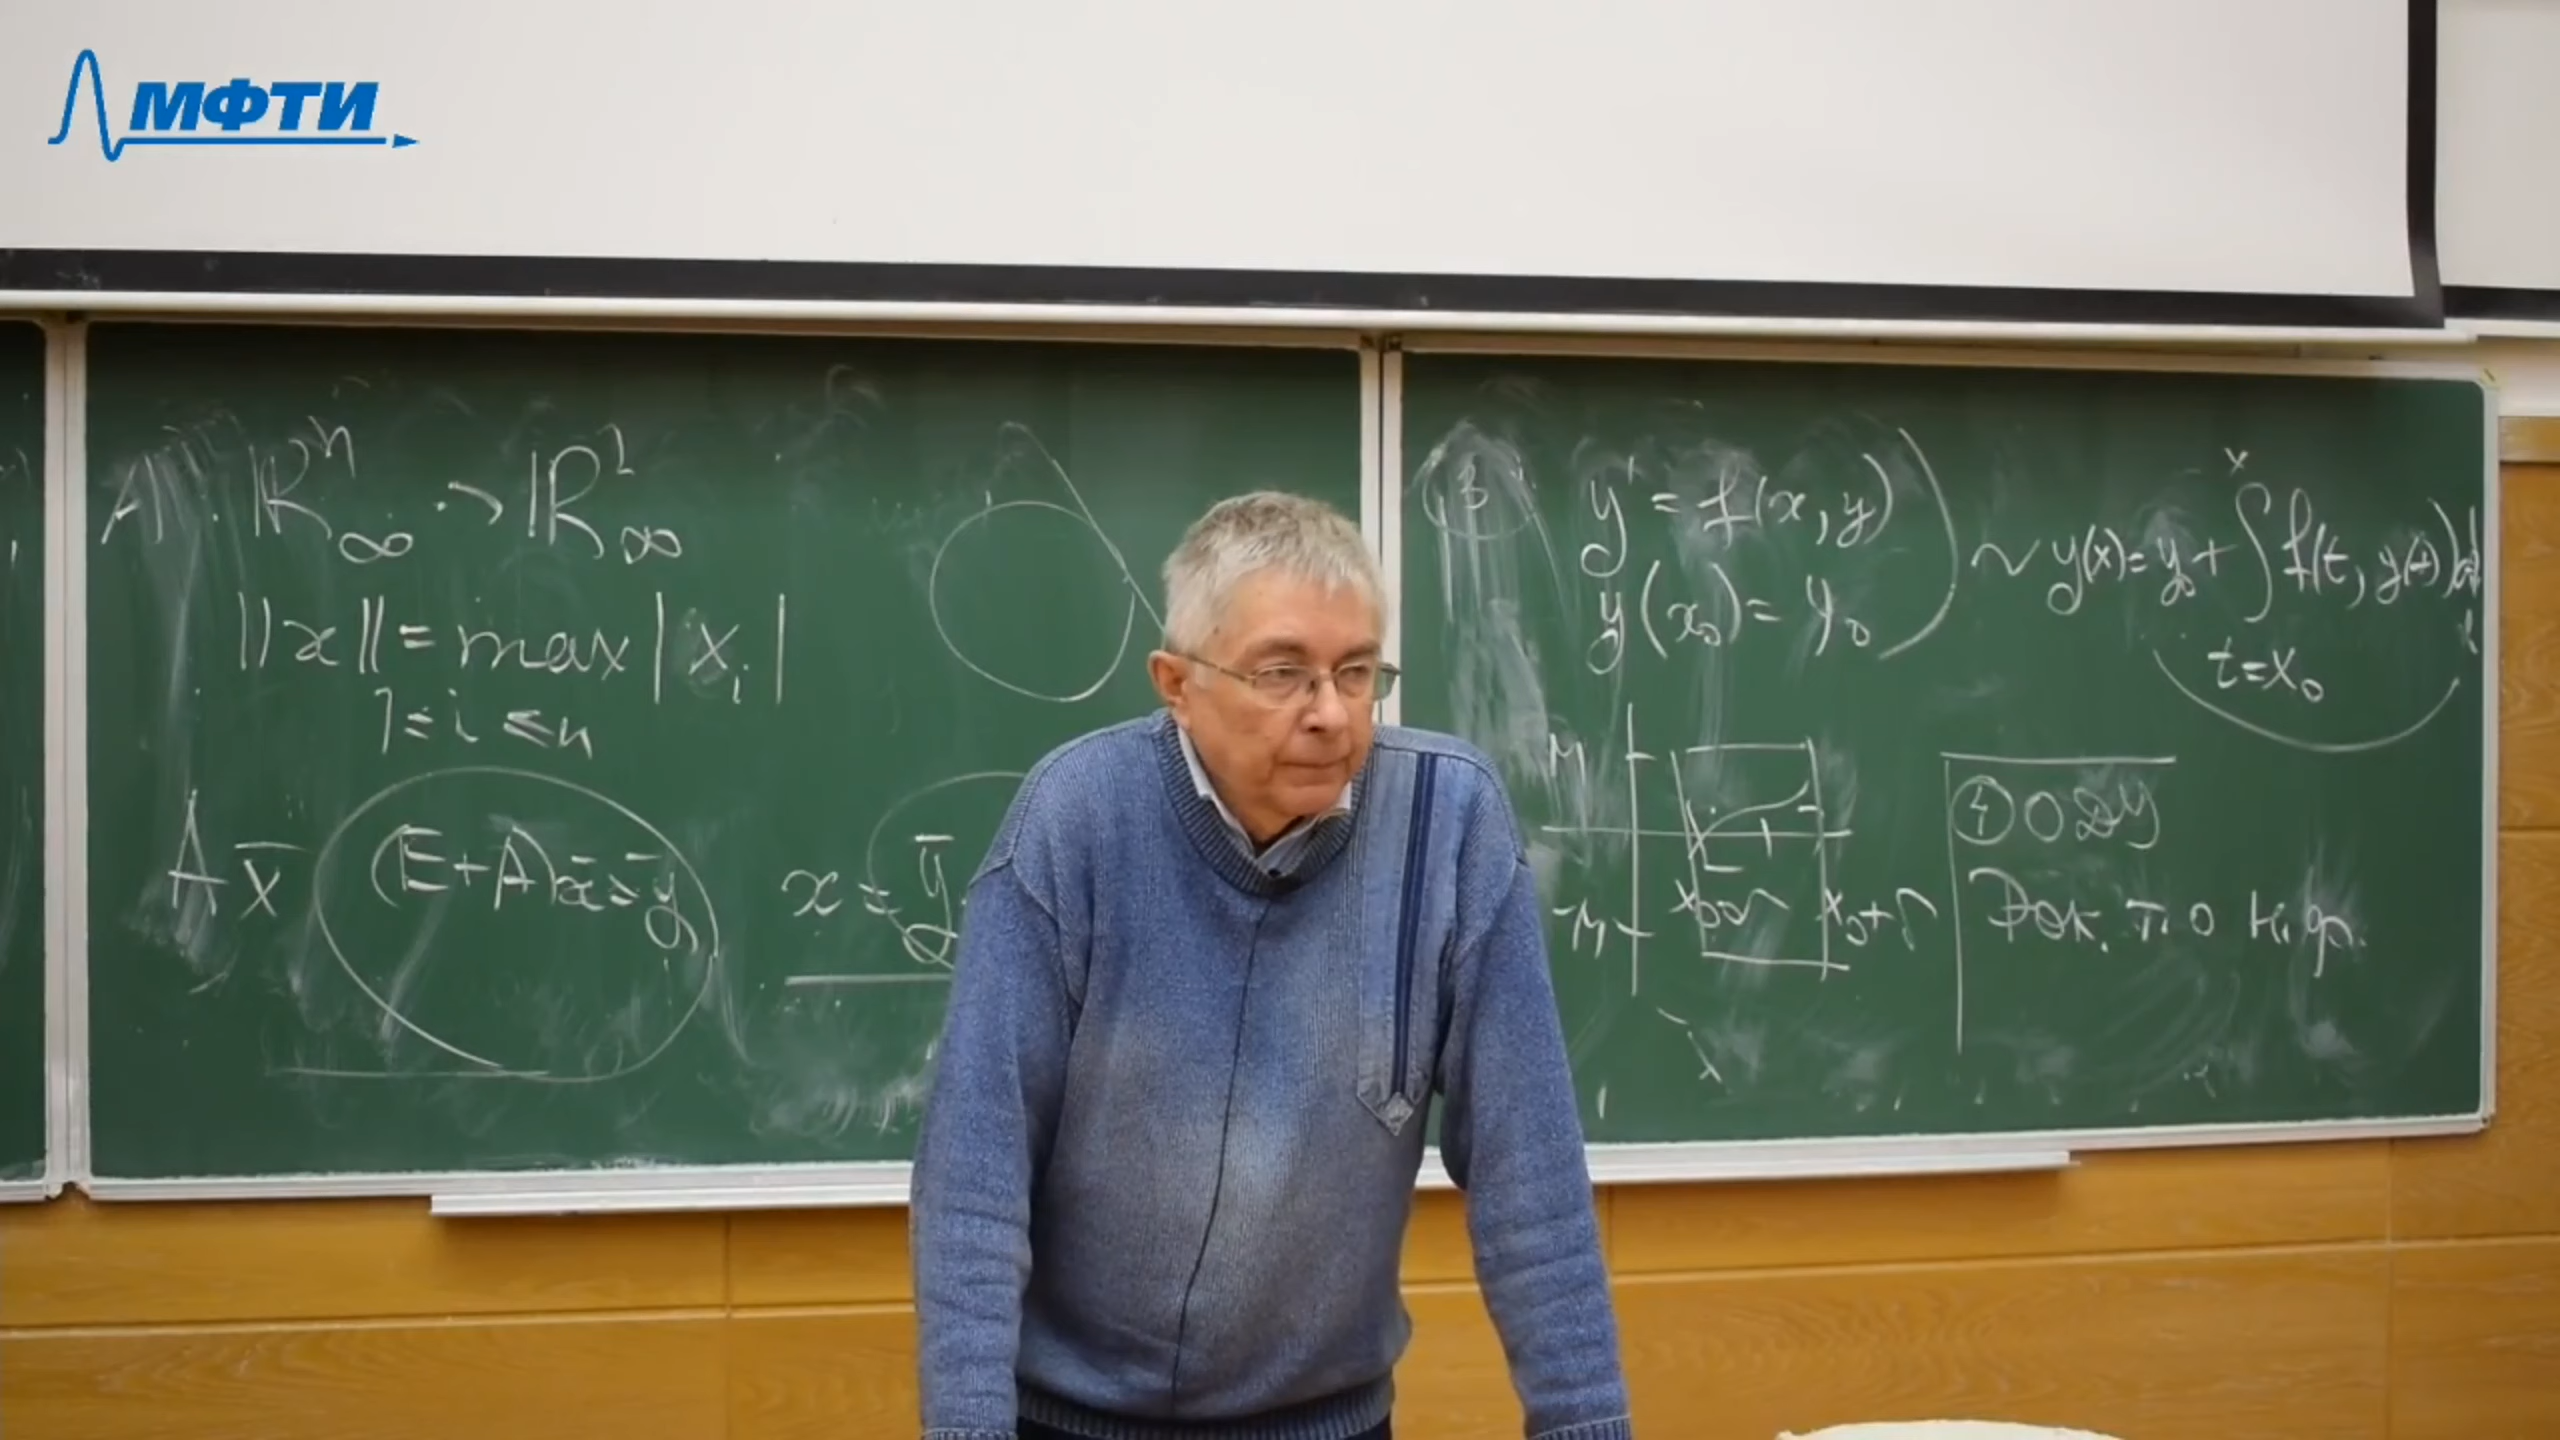 МФТИ
A : ℝⁿ∞ → ℝ¹∞
||x|| = max |xᵢ|
1 ≤ i ≤ n
Ax̄ (E+A)x̄=ȳ x = ȳ
3 y' = f(x, y)
y(x₀) = y₀
~ y(x) = y₀ + ∫ f(t, y(t))dt
x
t=x₀
M
-M
x₀+r
4 ОДУ
Док. т. о н. ф.